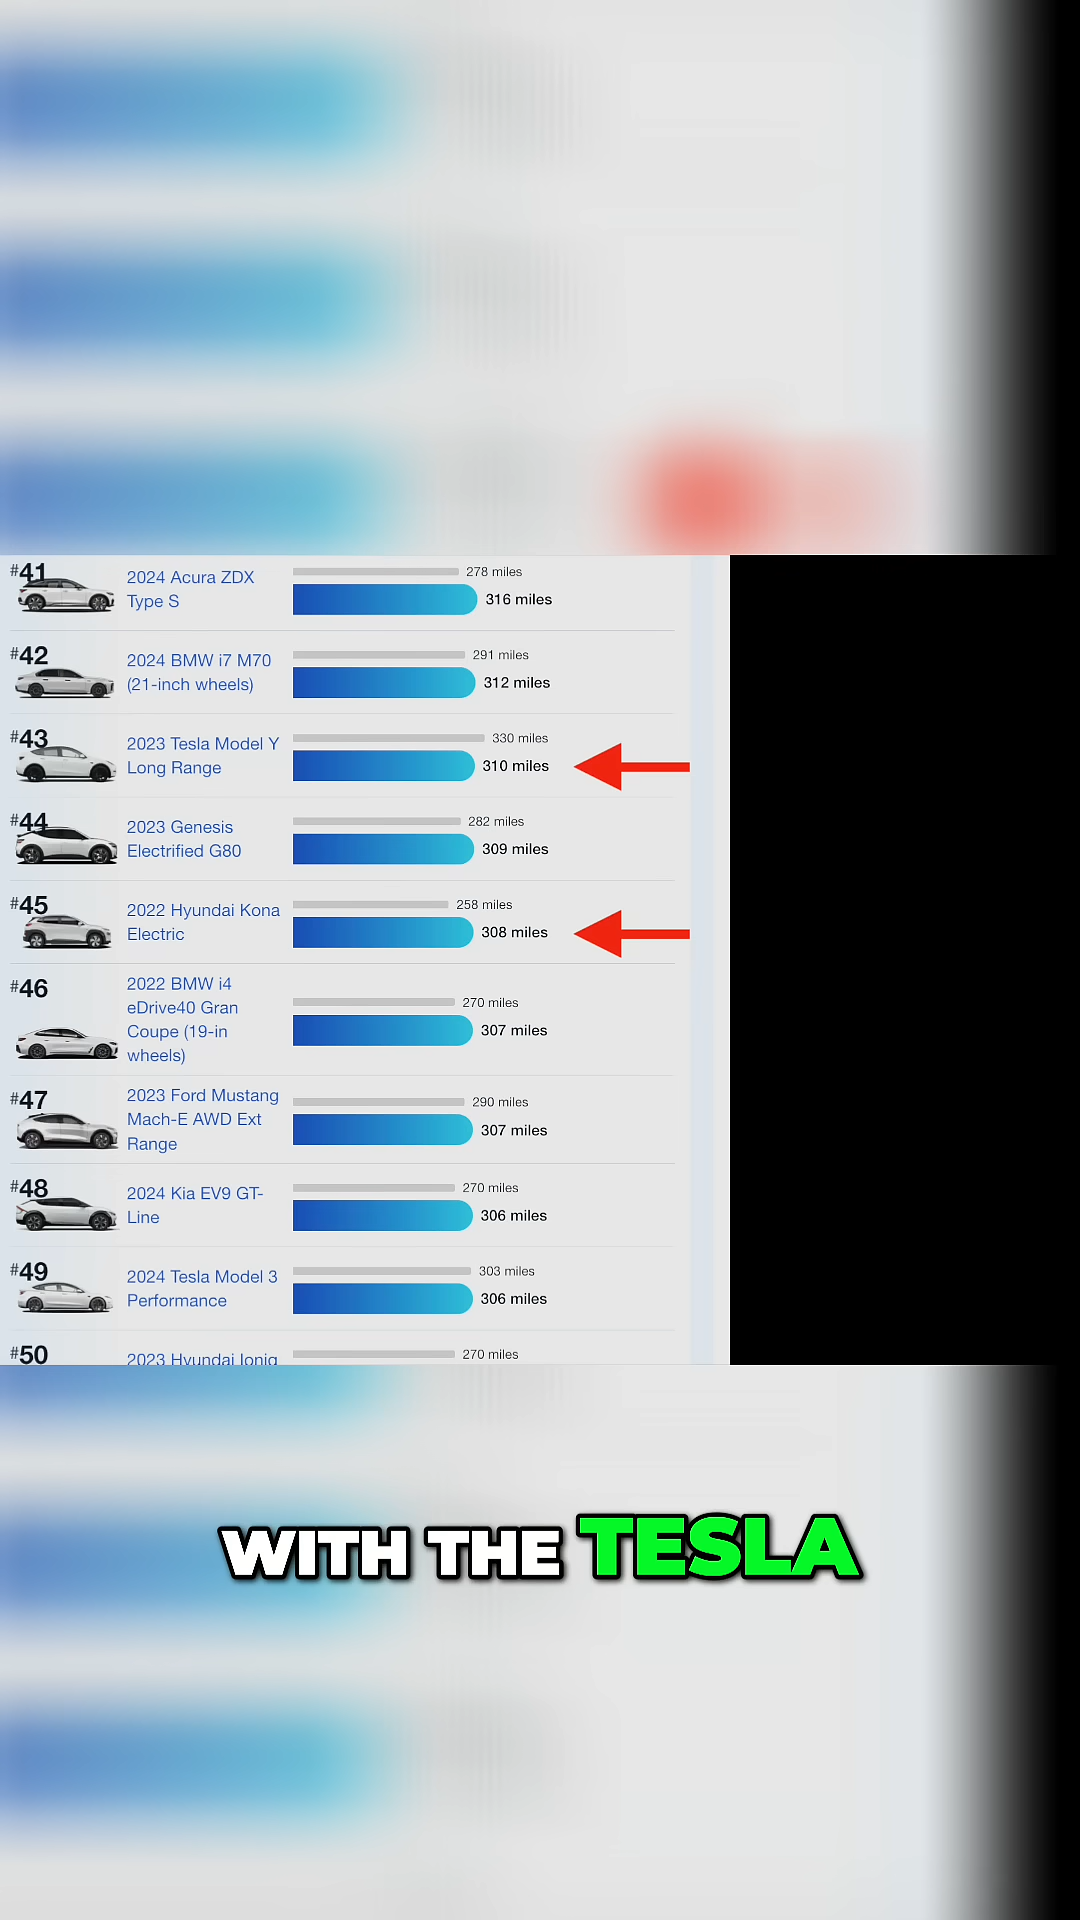 #41
2024 Acura ZDX
Type S
278 miles
316 miles
#42
2024 BMW i7 M70
(21-inch wheels)
291 miles
312 miles
#43
2023 Tesla Model Y
Long Range
330 miles
310 miles
#44
2023 Genesis
Electrified G80
282 miles
309 miles
#45
2022 Hyundai Kona
Electric
258 miles
308 miles
#46
2022 BMW i4
eDrive40 Gran
Coupe (19-in
wheels)
270 miles
307 miles
#47
2023 Ford Mustang
Mach-E AWD Ext
Range
290 miles
307 miles
#48
2024 Kia EV9 GT-
Line
270 miles
306 miles
#49
2024 Tesla Model 3
Performance
303 miles
306 miles
#50
2023 Hyundai Ioniq
270 miles
WITH THE TESLA